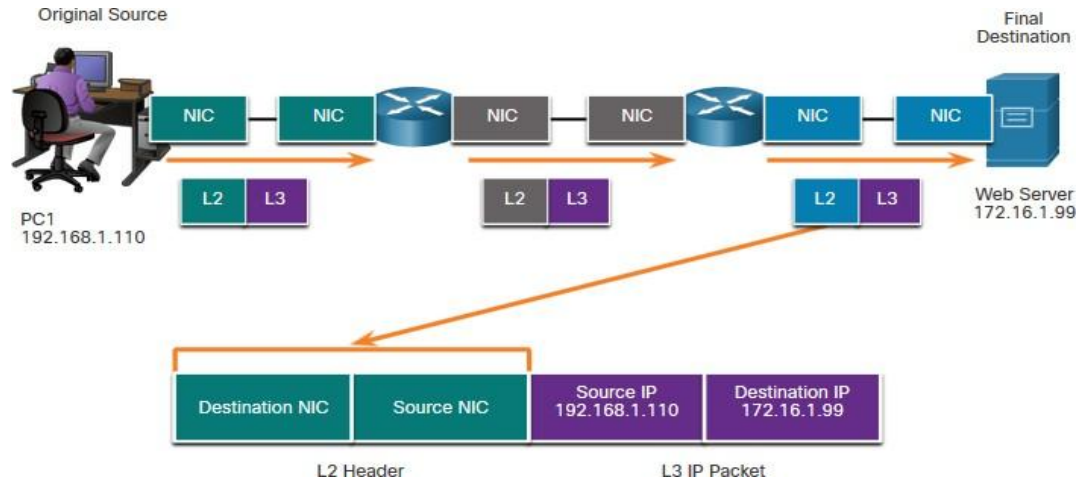 Original Source
Final
Destination
NIC
NIC
NIC
NIC
NIC
NIC
L2 L3
L2 L3
L2 L3
PC1
192.168.1.110
Web Server
172.16.1.99
Destination NIC
Source NIC
Source IP
192.168.1.110
Destination IP
172.16.1.99
L2 Header
L3 IP Packet